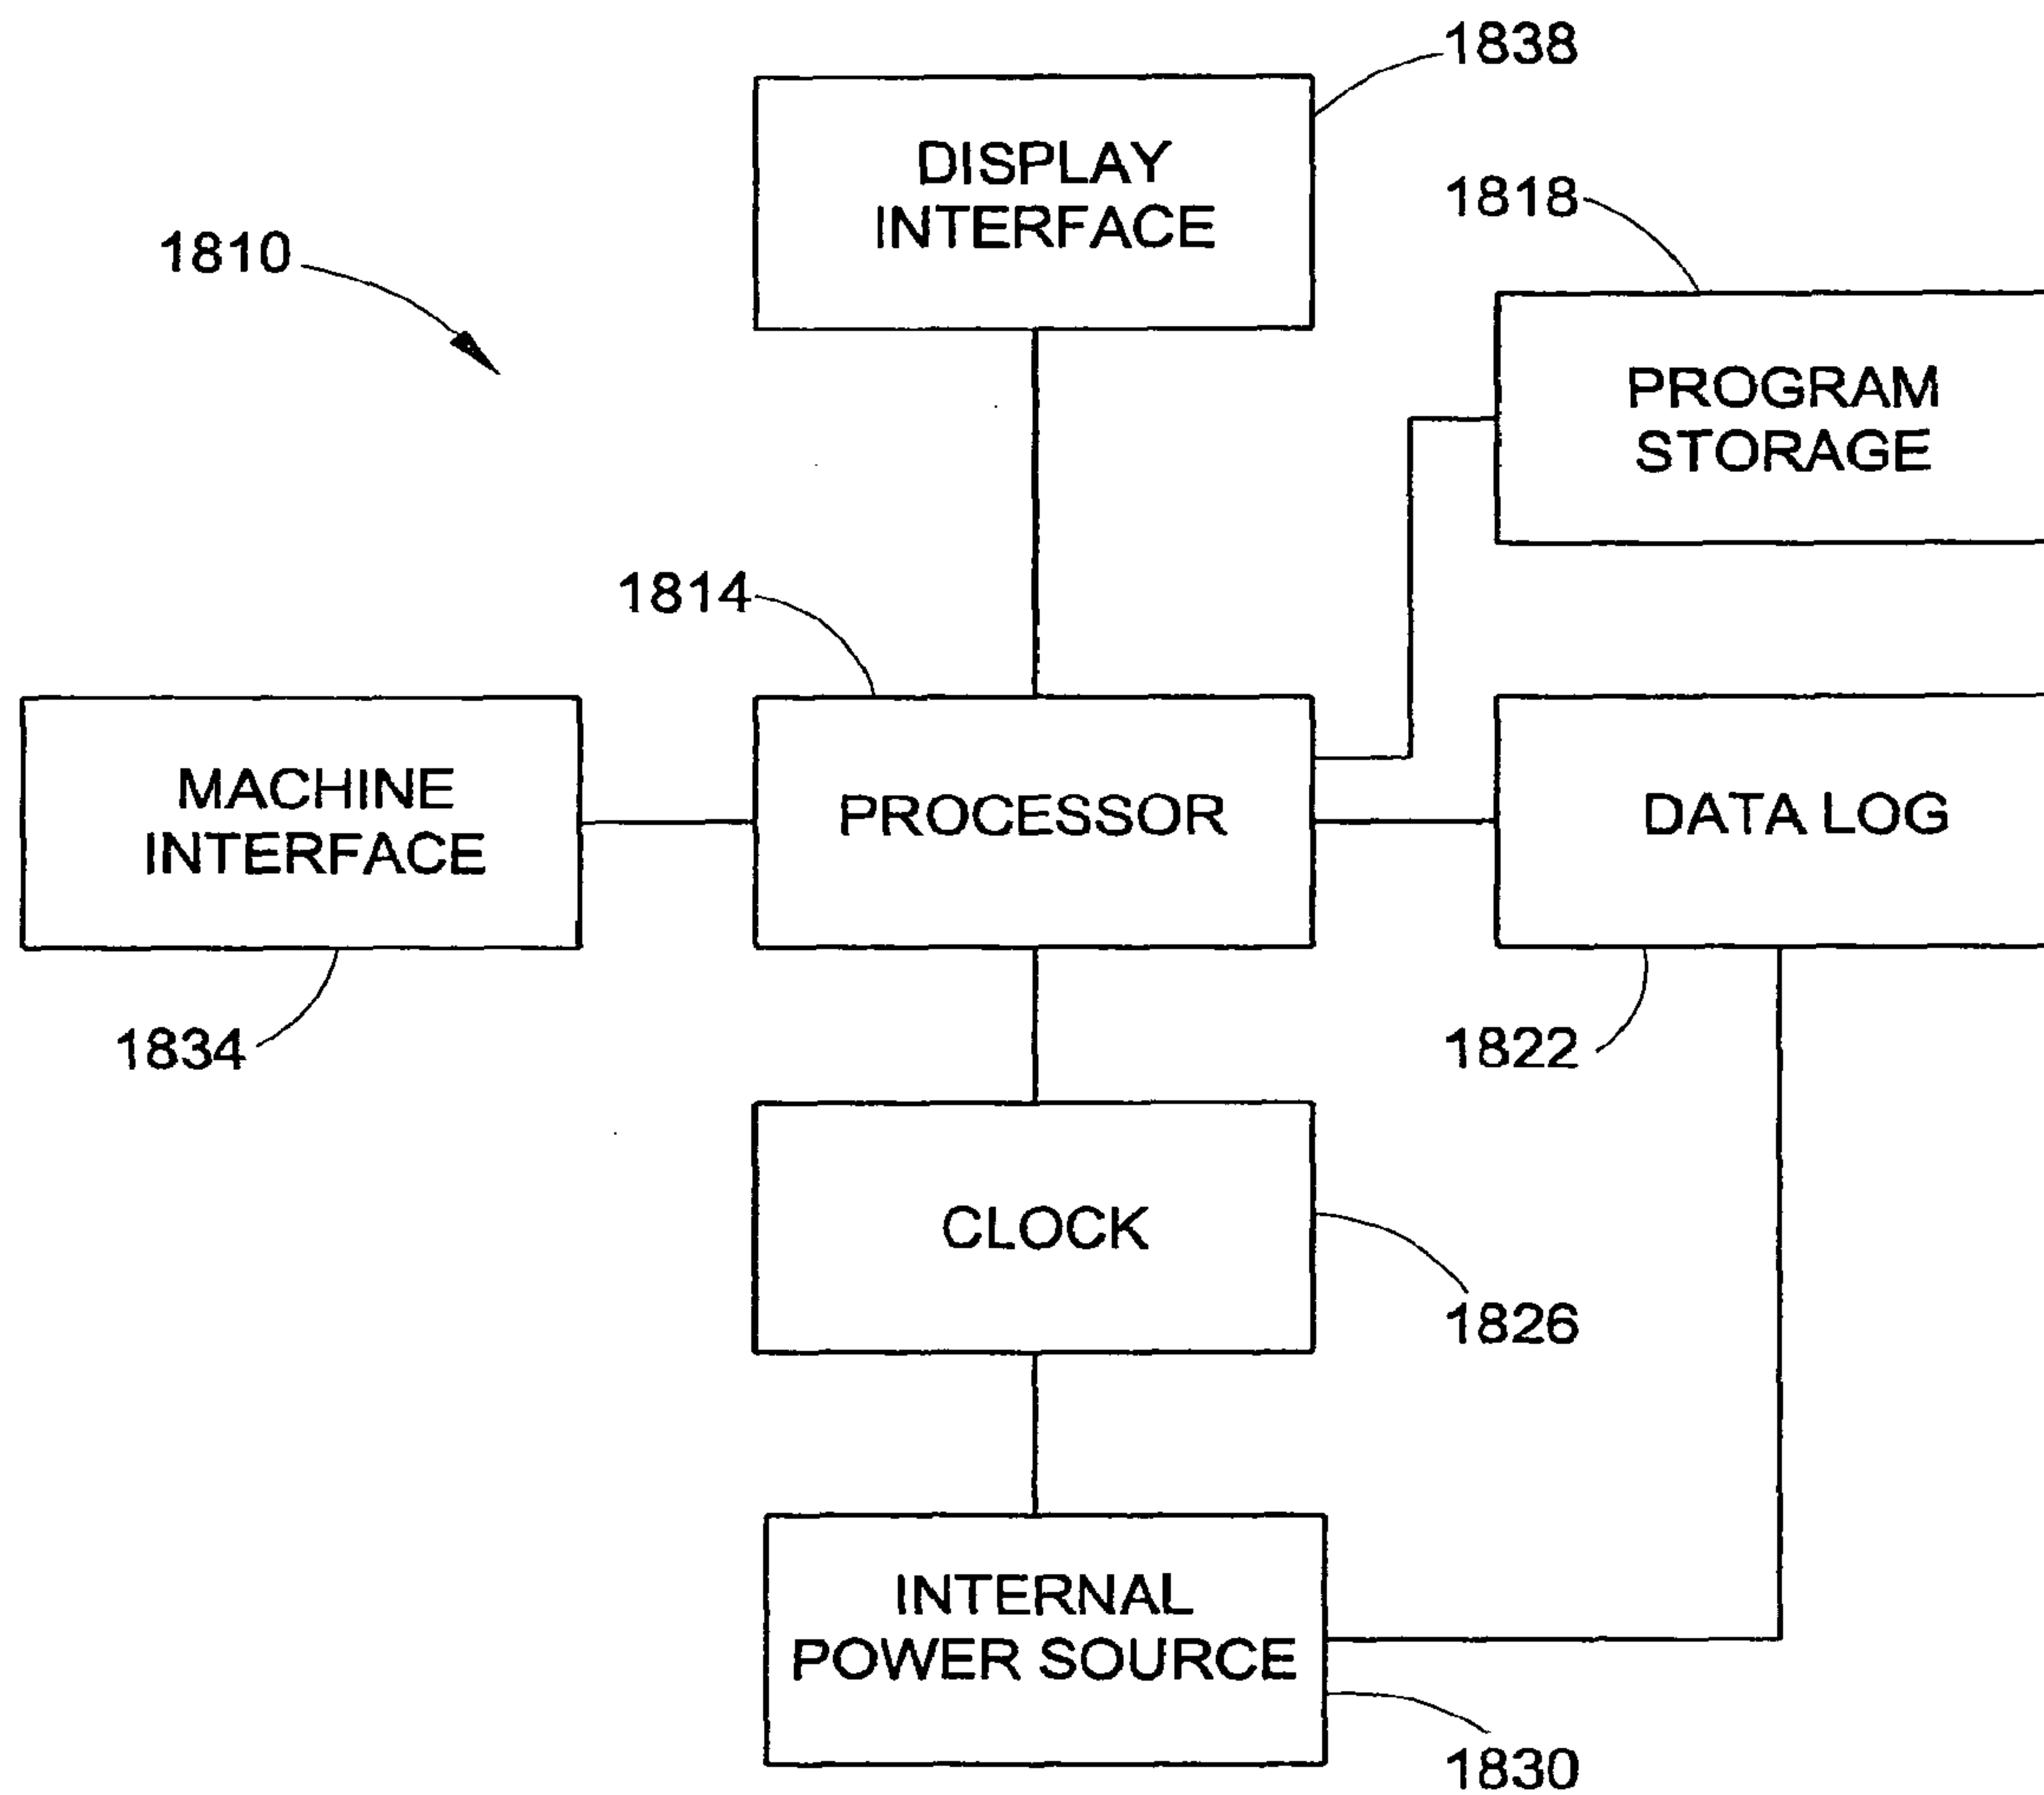 1838
DISPLAY
INTERFACE
1818
1810
PROGRAM
STORAGE
1814
MACHINE
INTERFACE
PROCESSOR
DATA LOG
1834
1822
CLOCK
1826
INTERNAL
POWER SOURCE
1830